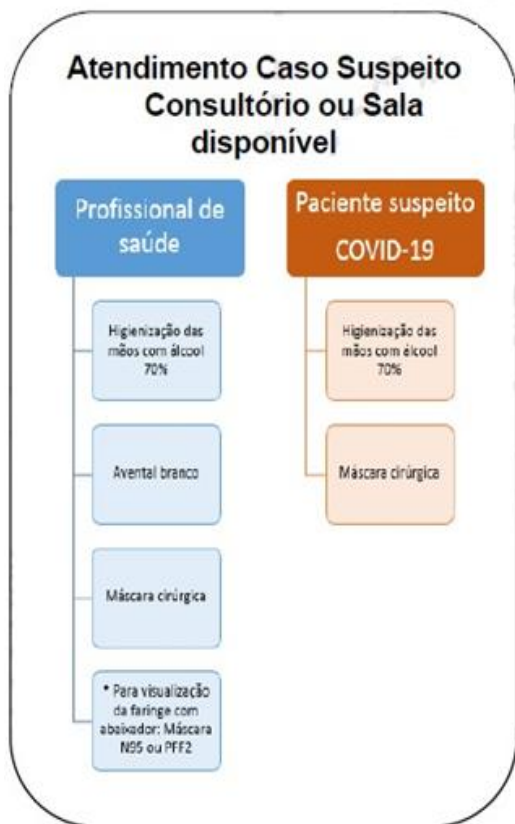 Atendimento Caso Suspeito
Consultório ou Sala
disponível
Profissional de
saúde
Higienização das
mãos com álcool
70%
Avental branco
Máscara cirúrgica
* Para visualização
da faringe com
abaixador: Máscara
N95 ou PFF2
Paciente suspeito
COVID-19
Higienização das
mãos com álcool
70%
Máscara cirúrgica